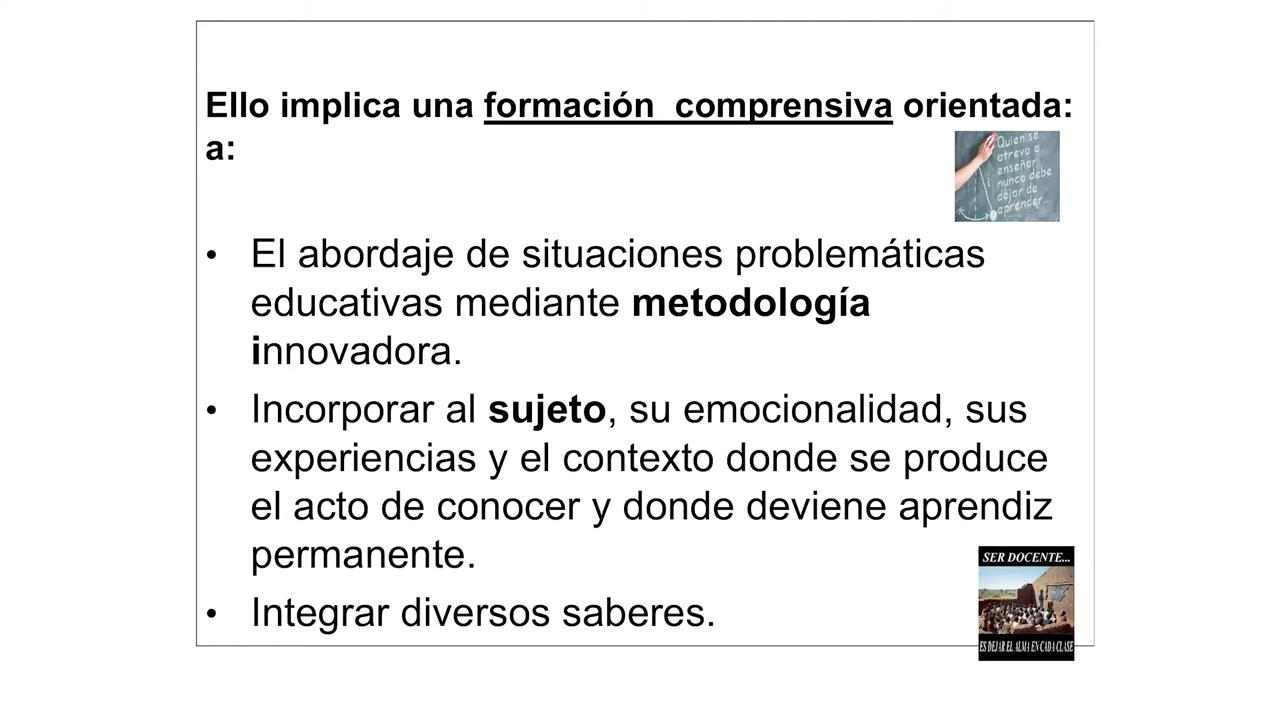 Ello implica una formación  comprensiva orientada:
a:
Quien se
atreva a
enseñar
nunca debe
dejar de
aprender...
• El abordaje de situaciones problemáticas
educativas mediante metodología
innovadora.
• Incorporar al sujeto, su emocionalidad, sus
experiencias y el contexto donde se produce
el acto de conocer y donde deviene aprendiz
permanente.
SER DOCENTE...
ES DEJAR EL ALMA EN CADA CLASE
• Integrar diversos saberes.